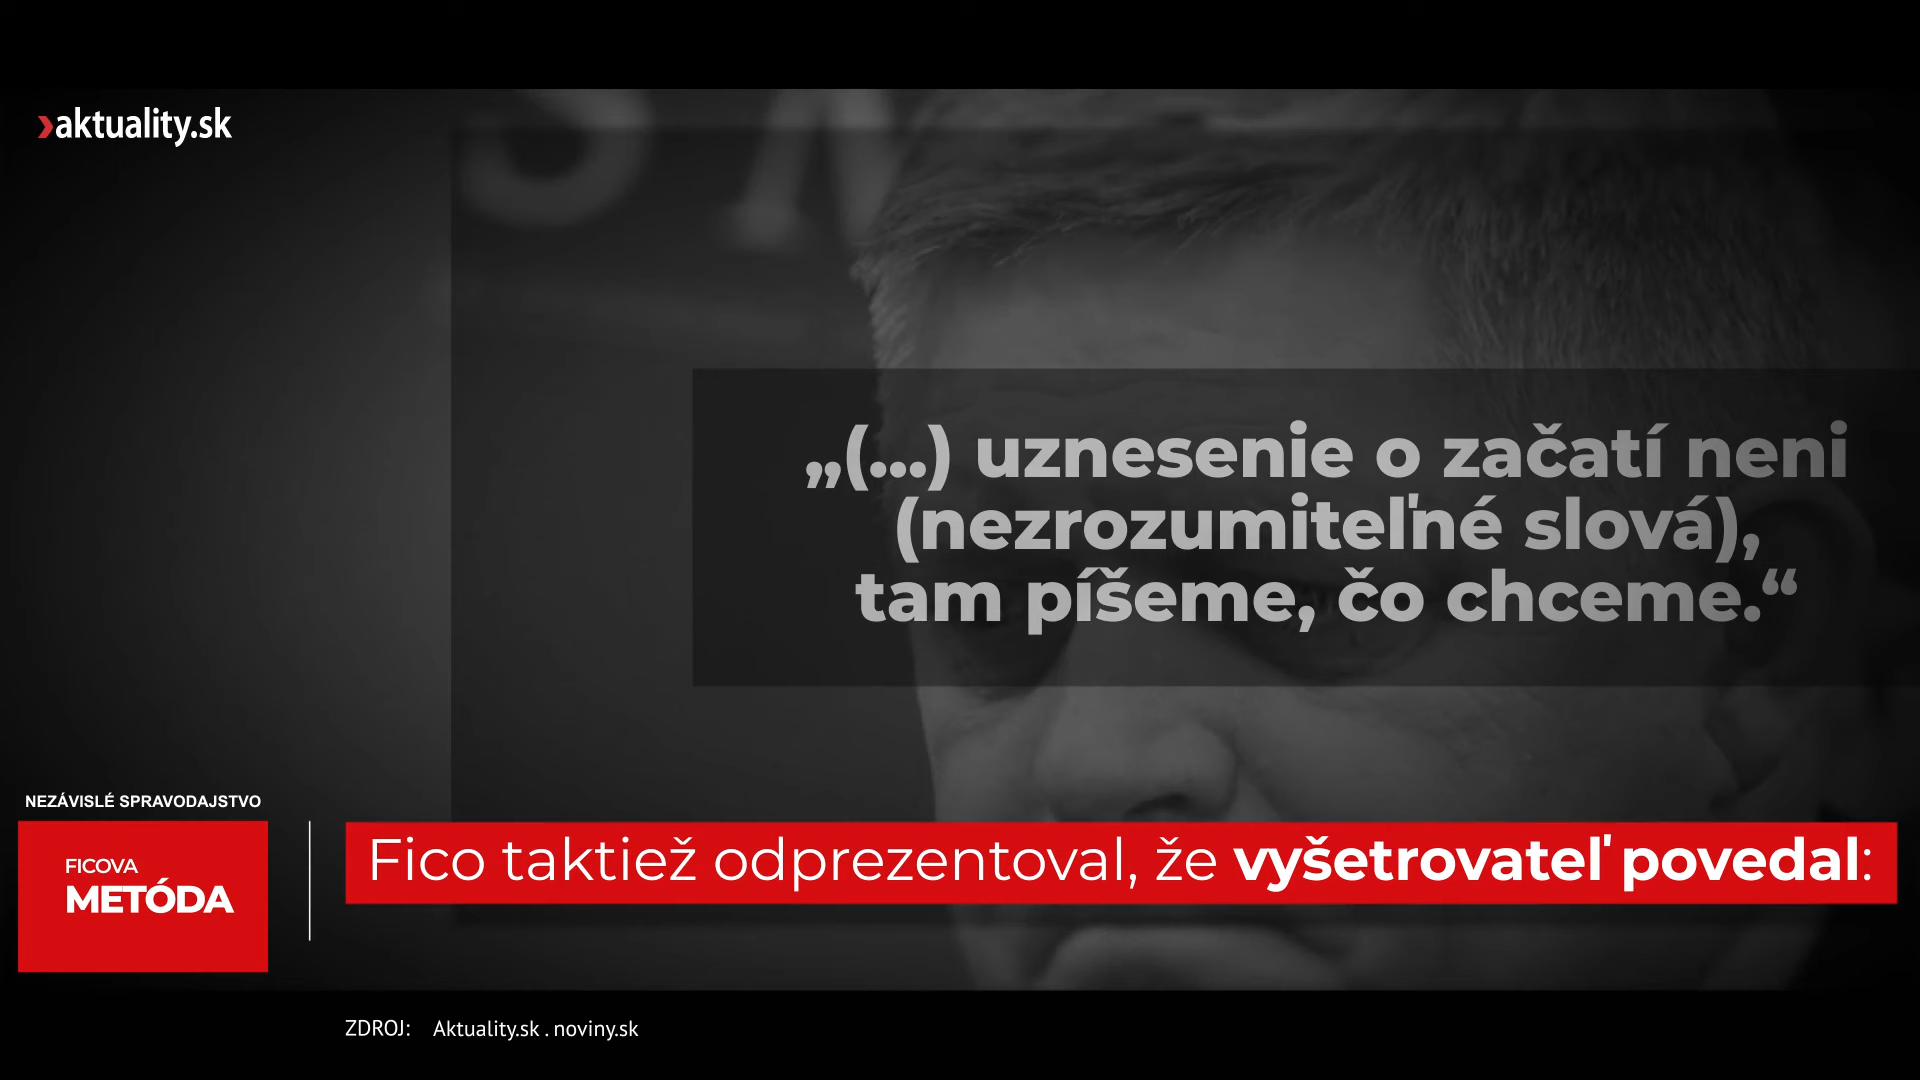 aktuality.sk
„(...) uznesenie o začatí neni
(nezrozumiteľné slová),
tam píšeme, čo chceme.“
NEZÁVISLÉ SPRAVODAJSTVO
FICOVA
METÓDA
Fico taktiež odprezentoval, že vyšetrovateľ povedal:
ZDROJ: Aktuality.sk . noviny.sk